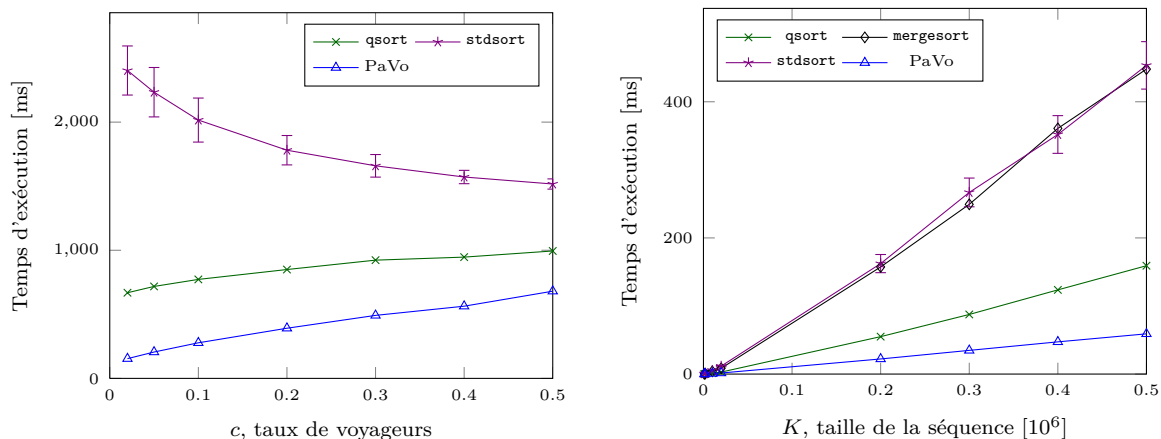 qsort stdsort
PaVo
Temps d'exécution [ms]
2,000
1,000
0
0 0.1 0.2 0.3 0.4 0.5
c, taux de voyageurs
qsort mergesort
stdsort PaVo
Temps d'exécution [ms]
400
200
0
0 0.1 0.2 0.3 0.4 0.5
K, taille de la séquence [10⁶]